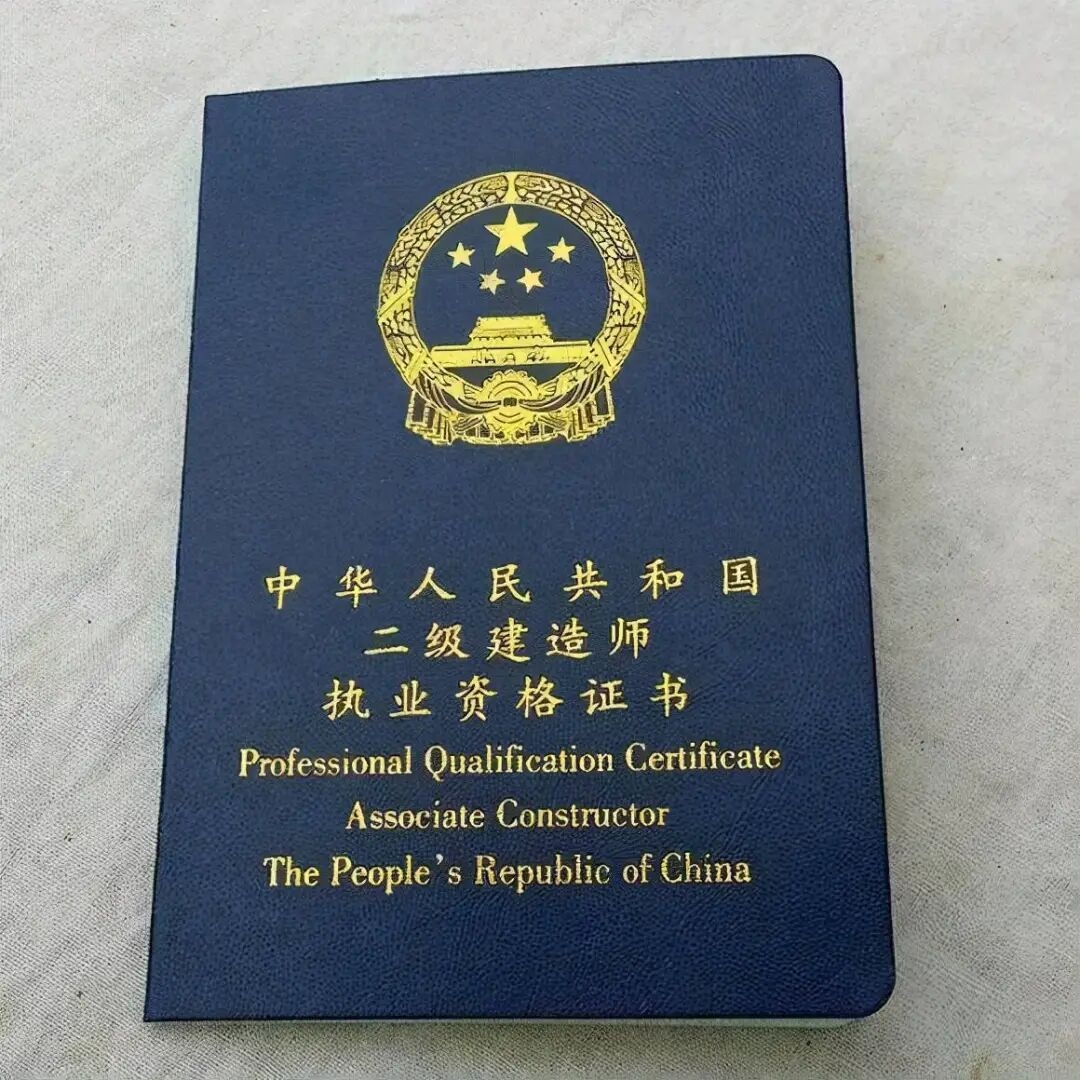 中华人民共和国
二级建造师
执业资格证书
Professional Qualification Certificate
Associate Constructor
The People's Republic of China